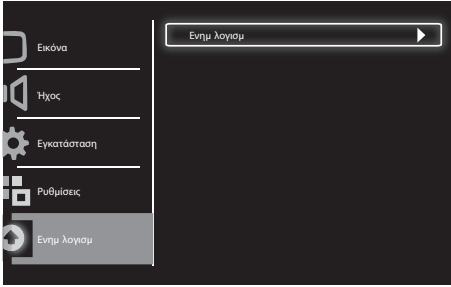 Εικόνα
Ήχος
Εγκατάσταση
Ρυθμίσεις
Ενημ λογισμ
Ενημ λογισμ